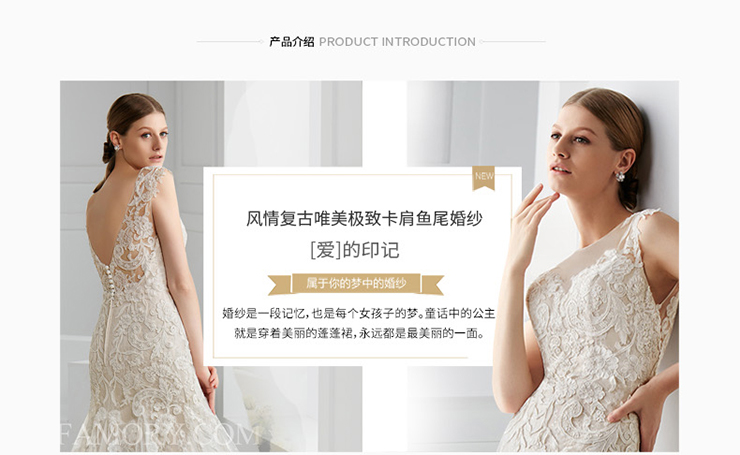 产品介绍 PRODUCT INTRODUCTION
NEW
风情复古唯美极致卡肩鱼尾婚纱
[爱]的印记
属于你的梦中的婚纱
婚纱是一段记忆,也是每个女孩子的梦。童话中的公主
就是穿着美丽的蓬蓬裙,永远都是最美丽的一面。
FAMORY.COM